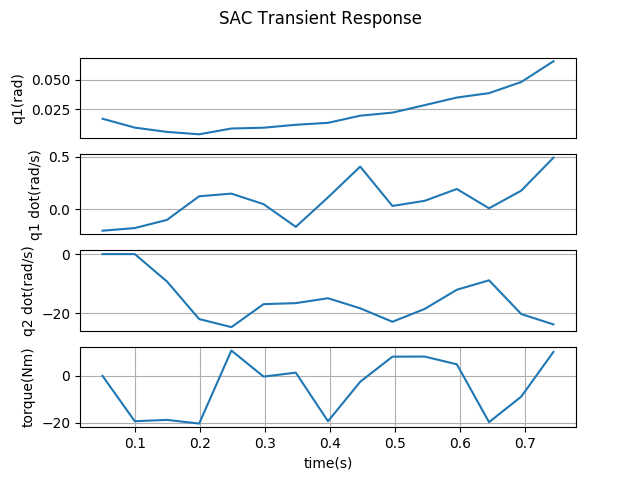 SAC Transient Response
q1(rad)
0.050
0.025
q1 dot(rad/s)
0.5
0.0
q2 dot(rad/s)
0
−20
torque(Nm)
0
−20
0.1 0.2 0.3 0.4 0.5 0.6 0.7
time(s)